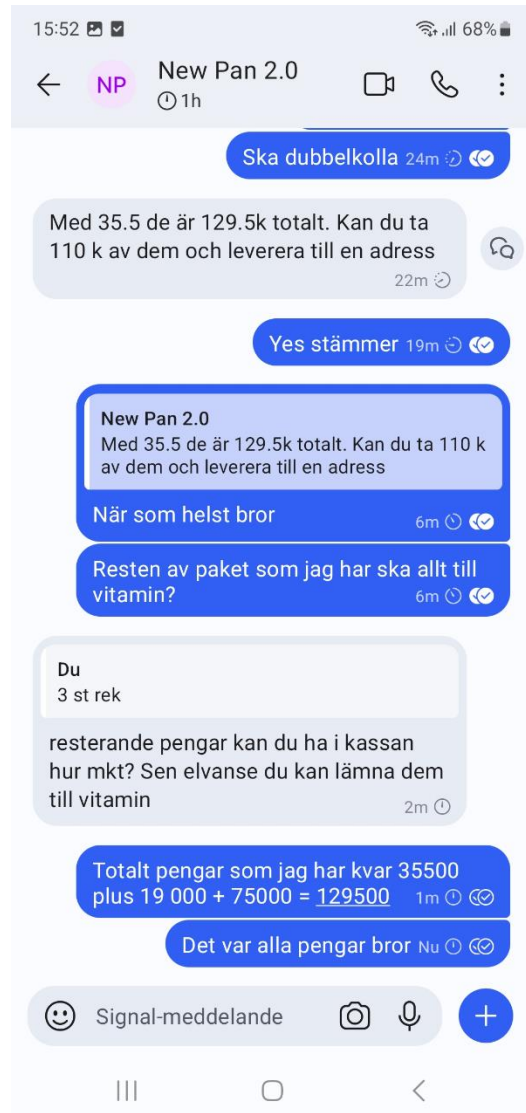 15:52
68%
NP
New Pan 2.0
1h
Ska dubbelkolla 24m
Med 35.5 de är 129.5k totalt. Kan du ta
110 k av dem och leverera till en adress
22m
Yes stämmer 19m
New Pan 2.0
Med 35.5 de är 129.5k totalt. Kan du ta 110 k
av dem och leverera till en adress
När som helst bror
6m
Resten av paket som jag har ska allt till
vitamin?
6m
Du
3 st rek
resterande pengar kan du ha i kassan
hur mkt? Sen elvanse du kan lämna dem
till vitamin
2m
Totalt pengar som jag har kvar 35500
plus 19 000 + 75000 = 129500 1m
Det var alla pengar bror Nu
Signal-meddelande